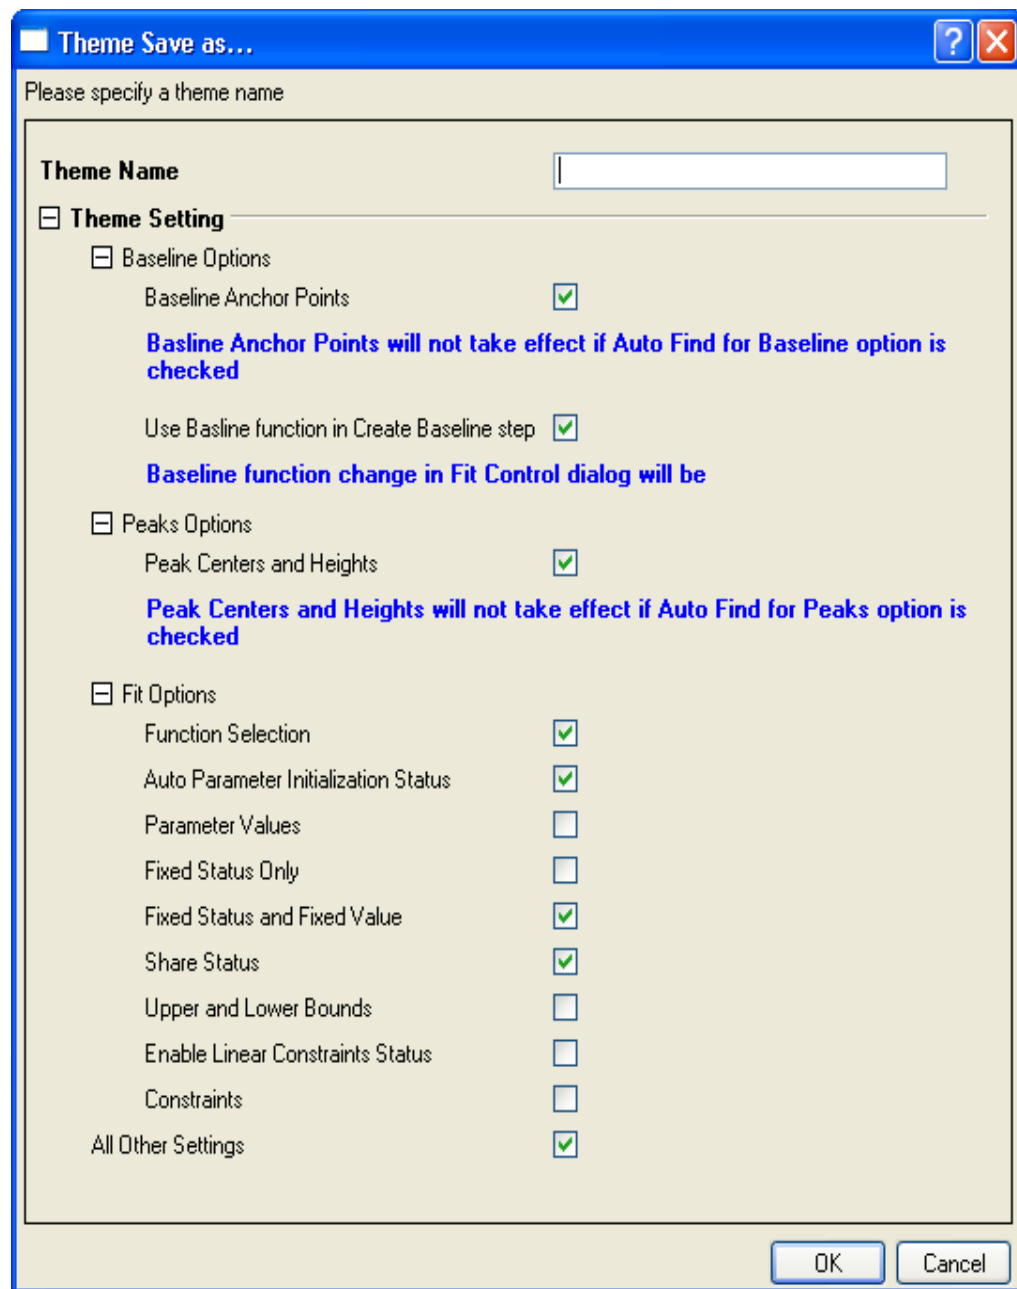 Theme Save as...
Please specify a theme name
Theme Name
Theme Setting
Baseline Options
Baseline Anchor Points
Basline Anchor Points will not take effect if Auto Find for Baseline option is
checked
Use Basline function in Create Baseline step
Baseline function change in Fit Control dialog will be
Peaks Options
Peak Centers and Heights
Peak Centers and Heights will not take effect if Auto Find for Peaks option is
checked
Fit Options
Function Selection
Auto Parameter Initialization Status
Parameter Values
Fixed Status Only
Fixed Status and Fixed Value
Share Status
Upper and Lower Bounds
Enable Linear Constraints Status
Constraints
All Other Settings
OK Cancel